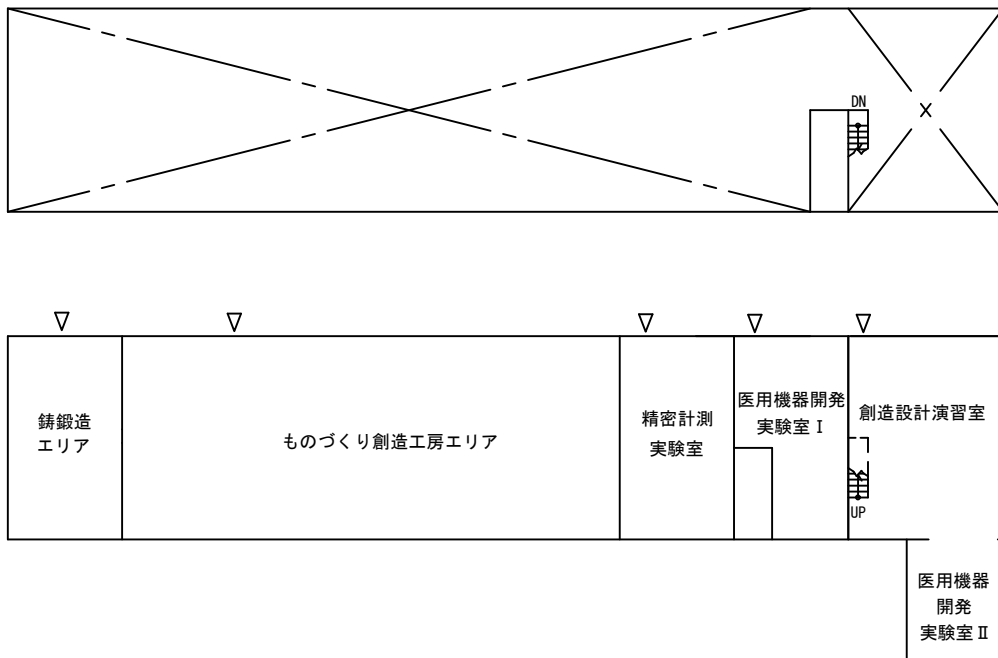 DN
鋳鍛造
エリア
ものづくり創造工房エリア
精密計測
実験室
医用機器開発
実験室Ⅰ
創造設計演習室
UP
医用機器
開発
実験室Ⅱ